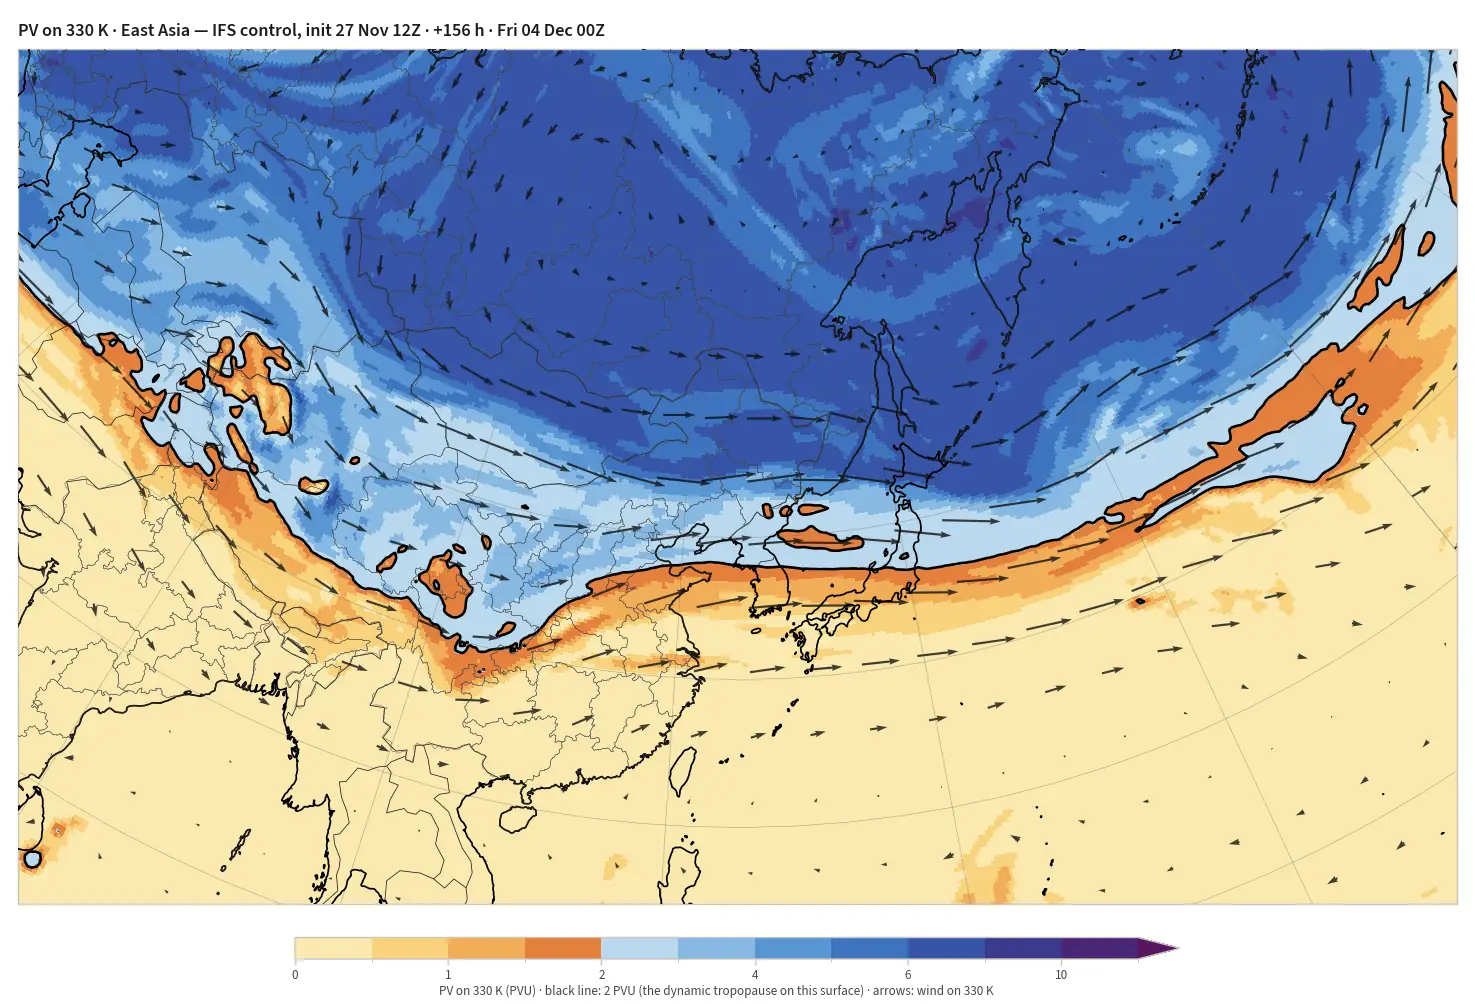 PV on 330 K · East Asia — IFS control, init 27 Nov 12Z · +156 h · Fri 04 Dec 00Z
0 1 2 4 6 10
PV on 330 K (PVU) · black line: 2 PVU (the dynamic tropopause on this surface) · arrows: wind on 330 K